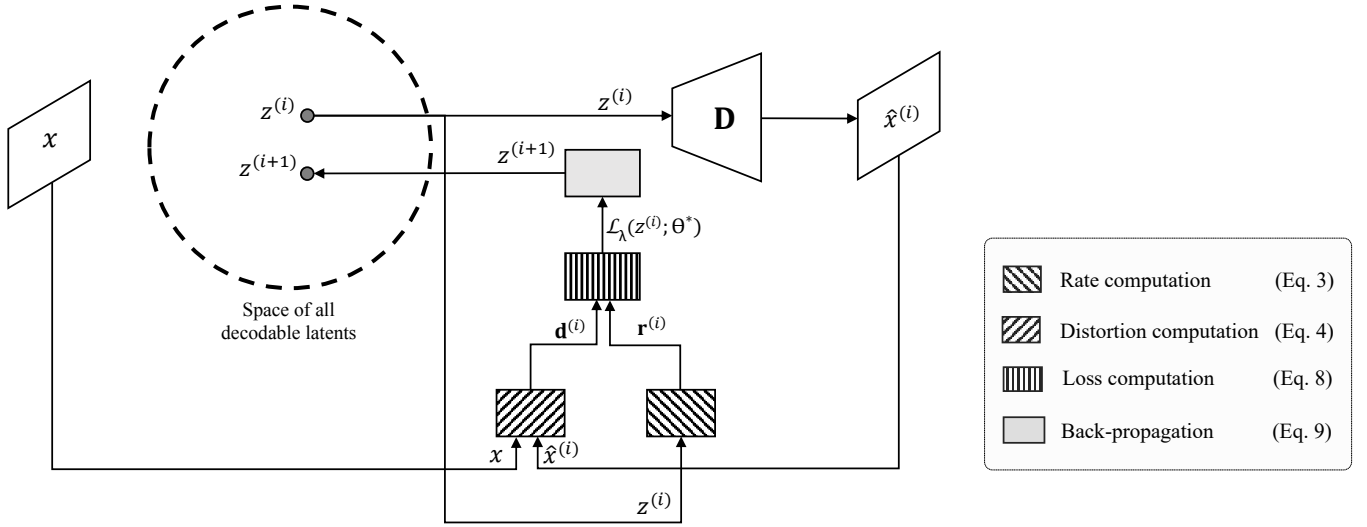 x
z^(i)
z^(i+1)
Space of all
decodable latents
z^(i)
D
x̂^(i)
z^(i+1)
ℒ_λ(z^(i); Θ*)
d^(i)
r^(i)
x
x̂^(i)
z^(i)
Rate computation (Eq. 3)
Distortion computation (Eq. 4)
Loss computation (Eq. 8)
Back-propagation (Eq. 9)